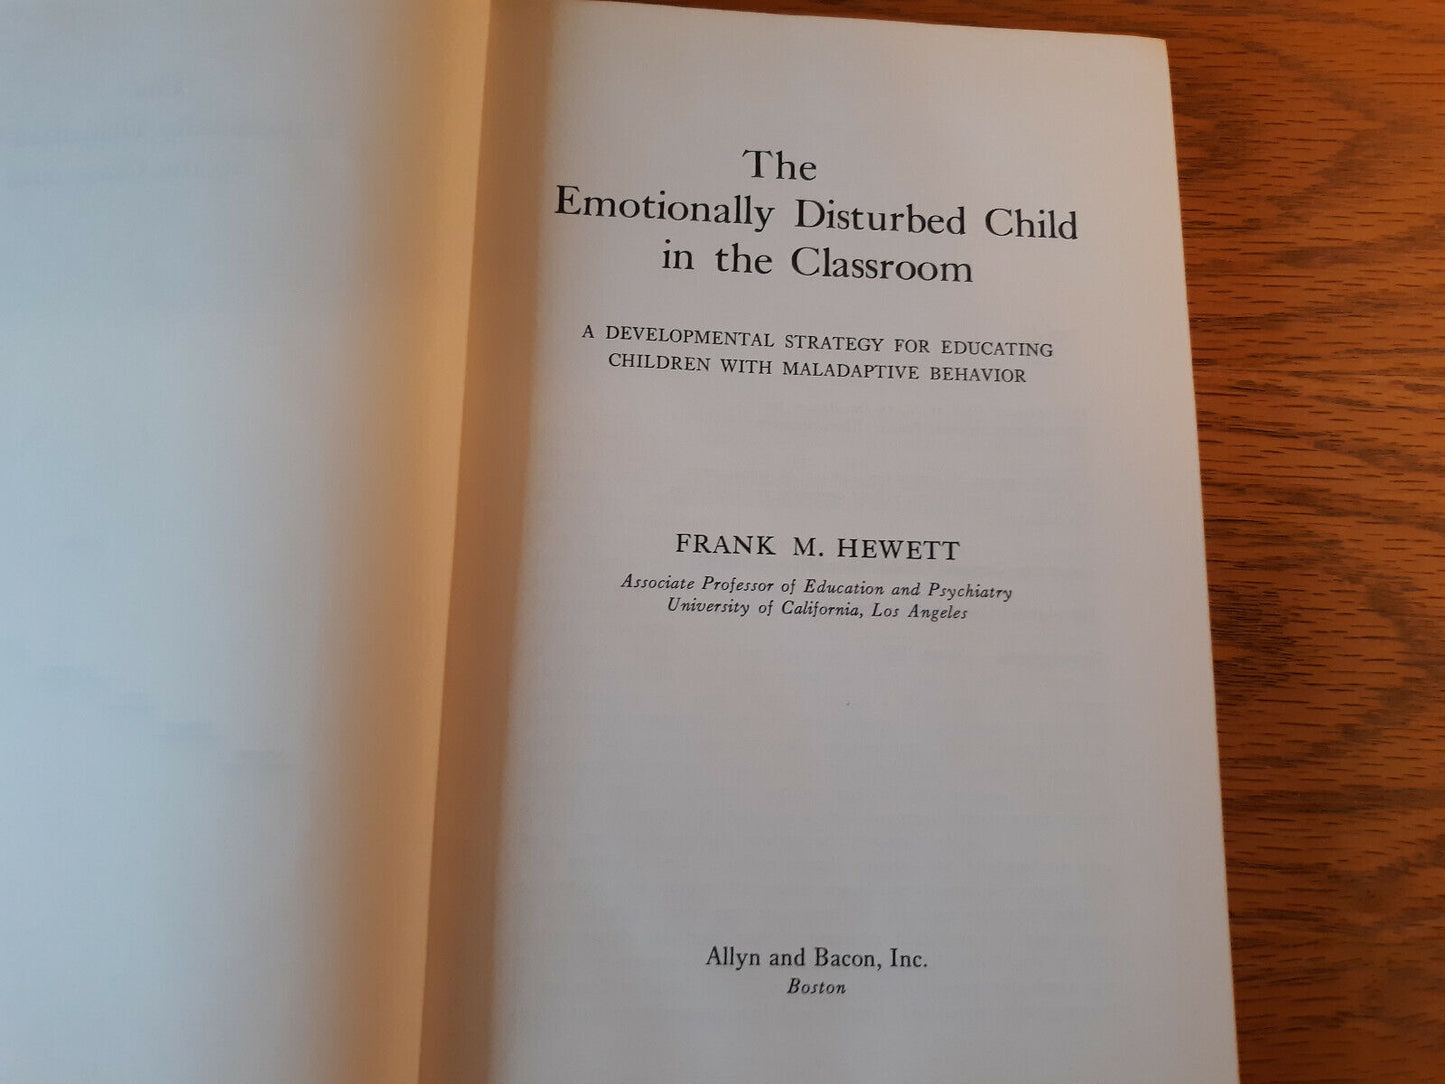 The
Emotionally Disturbed Child
in the Classroom
A DEVELOPMENTAL STRATEGY FOR EDUCATING
CHILDREN WITH MALADAPTIVE BEHAVIOR
FRANK M. HEWETT
Associate Professor of Education and Psychiatry
University of California, Los Angeles
Allyn and Bacon, Inc.
Boston